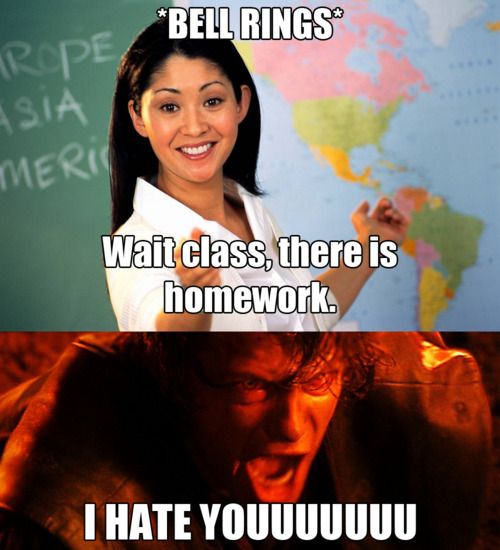 *BELL RINGS*
ROPE
ASIA
MERI
Wait class, there is
homework.
I HATE YOUUUUUUU